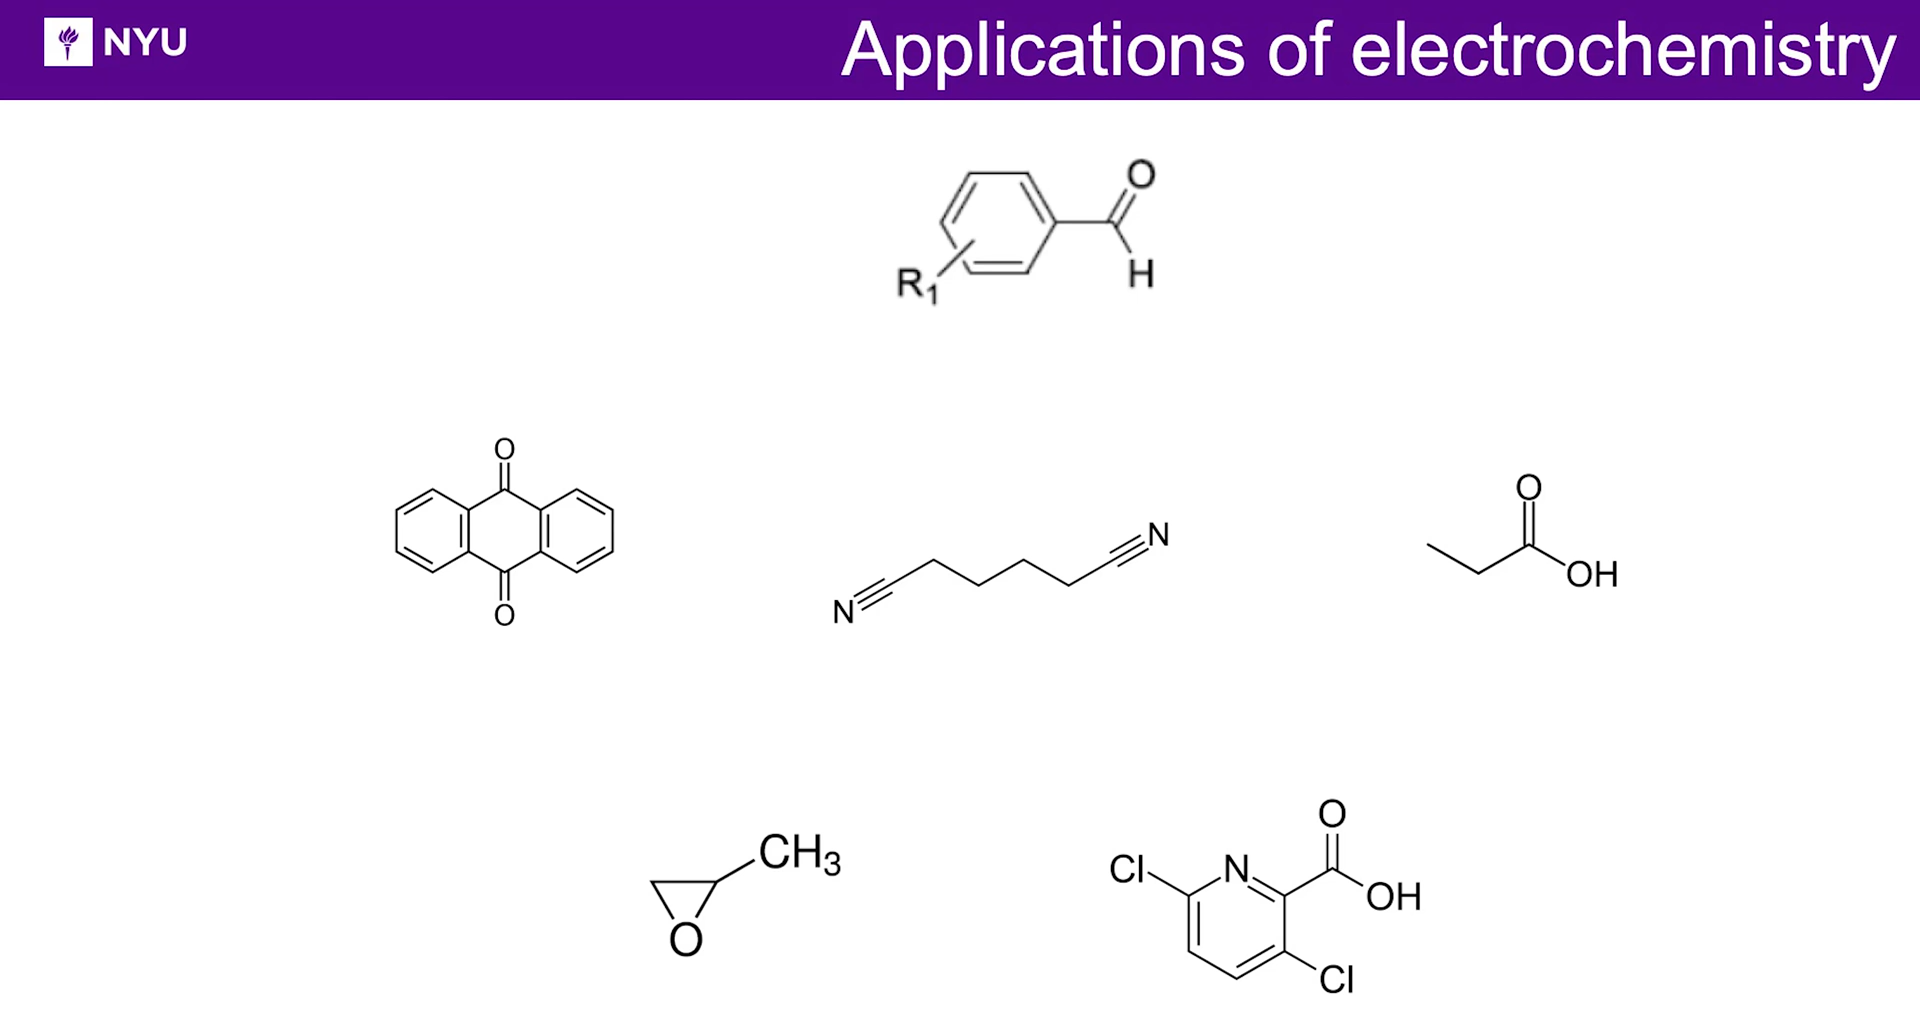 NYU
Applications of electrochemistry
O
H
R1
O
O
N
N
O
OH
CH3
O
O
Cl
N
OH
Cl